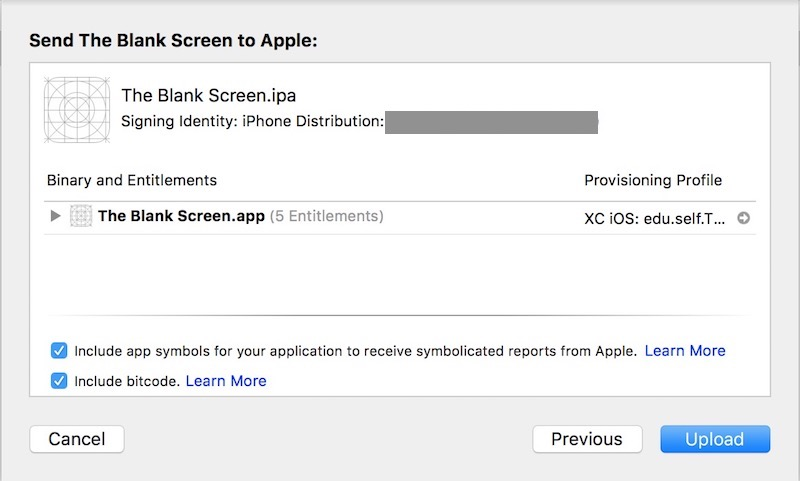 Send The Blank Screen to Apple:
The Blank Screen.ipa
Signing Identity: iPhone Distribution:
Binary and Entitlements Provisioning Profile
The Blank Screen.app (5 Entitlements) XC iOS: edu.self.T...
Include app symbols for your application to receive symbolicated reports from Apple. Learn More
Include bitcode. Learn More
Cancel Previous Upload